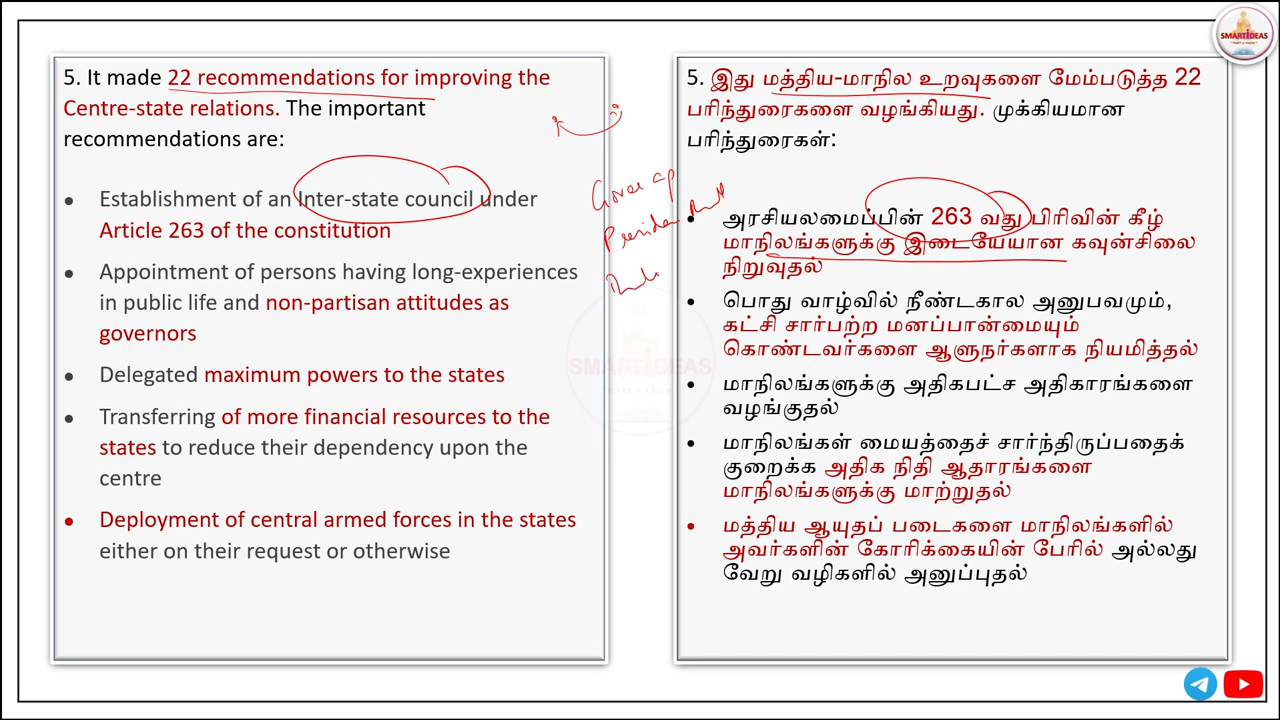 SMARTIDEAS
5. It made 22 recommendations for improving the
Centre-state relations. The important
recommendations are:
• Establishment of an Inter-state council under
Article 263 of the constitution
• Appointment of persons having long-experiences
in public life and non-partisan attitudes as
governors
• Delegated maximum powers to the states
• Transferring of more financial resources to the
states to reduce their dependency upon the
centre
• Deployment of central armed forces in the states
either on their request or otherwise
SMARTIDEAS
5. இது மத்திய-மாநில உறவுகளை மேம்படுத்த 22
பரிந்துரைகளை வழங்கியது. முக்கியமான
பரிந்துரைகள்:
• அரசியலமைப்பின் 263 வது பிரிவின் கீழ்
மாநிலங்களுக்கு இடையேயான கவுன்சிலை
நிறுவுதல்
• பொது வாழ்வில் நீண்டகால அனுபவமும்,
கட்சி சார்பற்ற மனப்பான்மையும்
கொண்டவர்களை ஆளுநர்களாக நியமித்தல்
• மாநிலங்களுக்கு அதிகபட்ச அதிகாரங்களை
வழங்குதல்
• மாநிலங்கள் மையத்தைச் சார்ந்திருப்பதைக்
குறைக்க அதிக நிதி ஆதாரங்களை
மாநிலங்களுக்கு மாற்றுதல்
• மத்திய ஆயுதப் படைகளை மாநிலங்களில்
அவர்களின் கோரிக்கையின் பேரில் அல்லது
வேறு வழிகளில் அனுப்புதல்